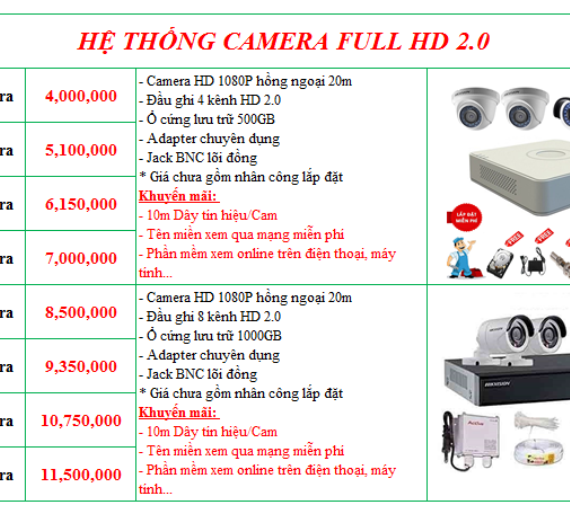 HỆ THỐNG CAMERA FULL HD 2.0
ra
4,000,000
ra
5,100,000
ra
6,150,000
ra
7,000,000
- Camera HD 1080P hồng ngoại 20m
- Đầu ghi 4 kênh HD 2.0
- Ổ cứng lưu trữ 500GB
- Adapter chuyên dụng
- Jack BNC lõi đồng
* Giá chưa gồm nhân công lắp đặt
Khuyến mãi:
- 10m Dây tín hiệu/Cam
- Tên miền xem qua mạng miễn phí
- Phần mềm xem online trên điện thoại, máy
tính...
LẮP ĐẶT
MIỄN PHÍ
FREE
FREE
FREE
ra
8,500,000
ra
9,350,000
ra
10,750,000
ra
11,500,000
- Camera HD 1080P hồng ngoại 20m
- Đầu ghi 8 kênh HD 2.0
- Ổ cứng lưu trữ 1000GB
- Adapter chuyên dụng
- Jack BNC lõi đồng
* Giá chưa gồm nhân công lắp đặt
Khuyến mãi:
- 10m Dây tín hiệu/Cam
- Tên miền xem qua mạng miễn phí
- Phần mềm xem online trên điện thoại, máy
tính...
HIKVISION